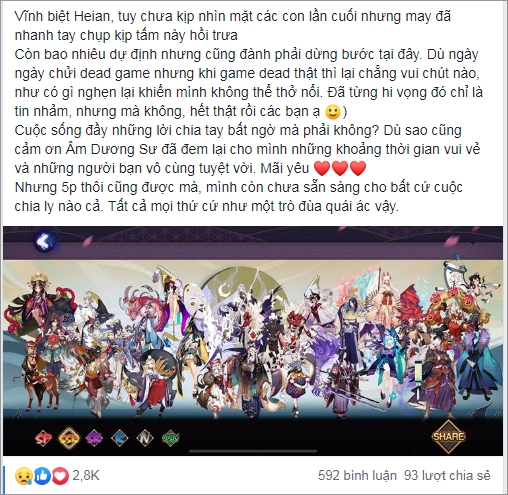 Vĩnh biệt Heian, tuy chưa kịp nhìn mặt các con lần cuối nhưng may đã
nhanh tay chụp kịp tấm này hồi trưa
Còn bao nhiêu dự định nhưng cũng đành phải dừng bước tại đây. Dù ngày
ngày chửi dead game nhưng khi game dead thật thì lại chẳng vui chút nào,
như có gì nghẹn lại khiến mình không thể thở nổi. Đã từng hi vọng đó chỉ là
tin nhảm, nhưng mà không, hết thật rồi các bạn ạ 🙂)
Cuộc sống đầy những lời chia tay bất ngờ mà phải không? Dù sao cũng
cảm ơn Âm Dương Sư đã đem lại cho mình những khoảng thời gian vui vẻ
và những người bạn vô cùng tuyệt vời. Mãi yêu ❤❤❤
Nhưng 5p thôi cũng được mà, mình còn chưa sẵn sàng cho bất cứ cuộc
chia ly nào cả. Tất cả mọi thứ cứ như một trò đùa quái ác vậy.
SP SSR SR R N
SHARE
2,8K 592 bình luận 93 lượt chia sẻ